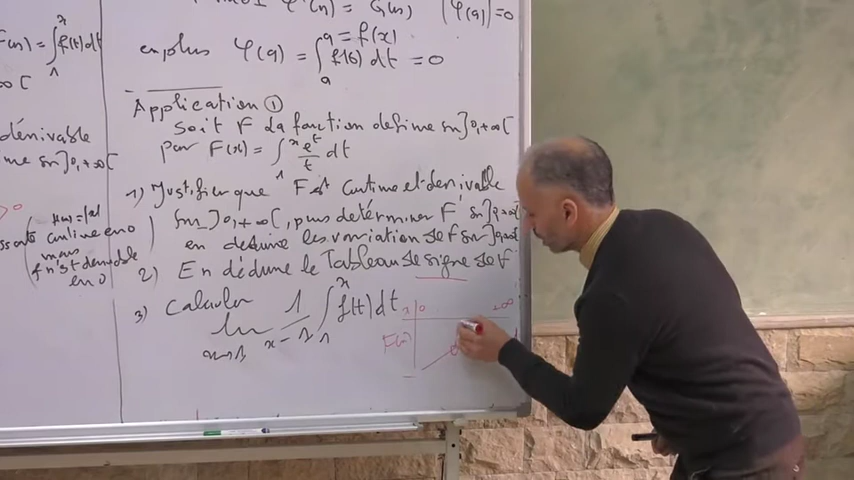 φ'(x) = G(x) φ(a)=0
F(x) = ∫₁ˣ f(t)dt
= f(x)
en plus φ(a) = ∫ₐᵃ f(t) dt = 0
Application ①
Soit F la fonction définie sur ]0,+∞[
par F(x) = ∫₁ˣ eᵗ/t dt
1) Justifier que F est continue et dérivable
sur ]0,+∞[, puis détérminer F' sur ]0,+∞[
en déduire les variation de F sur ]0,+∞[
2) En déduire le Tableau de signe de F
3) Calculer lim x→1 1/(x-1) ∫₁ˣ f(t)dt
dérivable
sur ]0,+∞[
continue en 0
mais
f n'est dérivable
en 0
x 0 +∞
F(x) 0